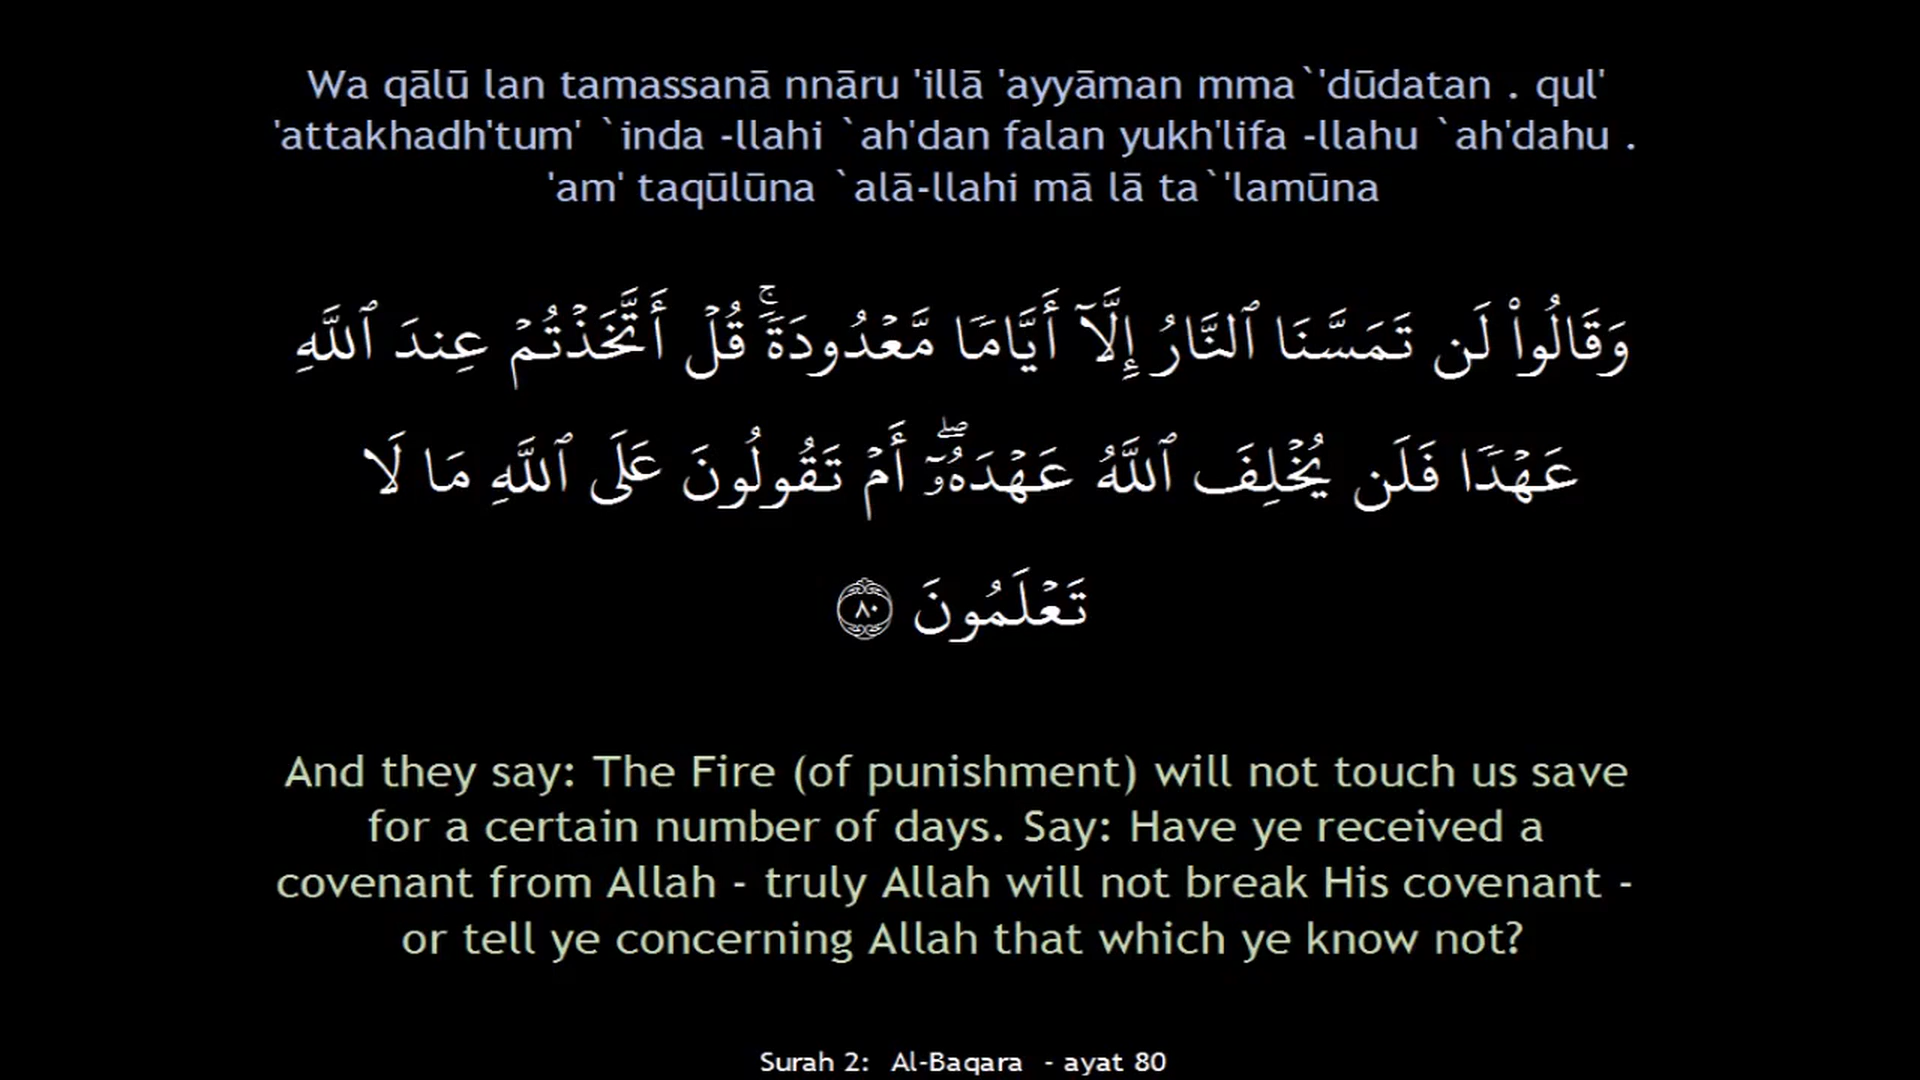 Wa qālū lan tamassanā nnāru 'illā 'ayyāman mma`'dūdatan . qul'
'attakhadh'tum' `inda -llahi `ah'dan falan yukh'lifa -llahu `ah'dahu .
'am' taqūlūna `alā-llahi mā lā ta`'lamūna
وَقَالُوا۟ لَن تَمَسَّنَا ٱلنَّارُ إِلَّآ أَيَّامًا مَّعْدُودَةً ۚ قُلْ أَتَّخَذْتُمْ عِندَ ٱللَّهِ
عَهْدًا فَلَن يُخْلِفَ ٱللَّهُ عَهْدَهُۥٓ ۖ أَمْ تَقُولُونَ عَلَى ٱللَّهِ مَا لَا
تَعْلَمُونَ ٨٠
And they say: The Fire (of punishment) will not touch us save
for a certain number of days. Say: Have ye received a
covenant from Allah - truly Allah will not break His covenant -
or tell ye concerning Allah that which ye know not?
Surah 2: Al-Baqara - ayat 80